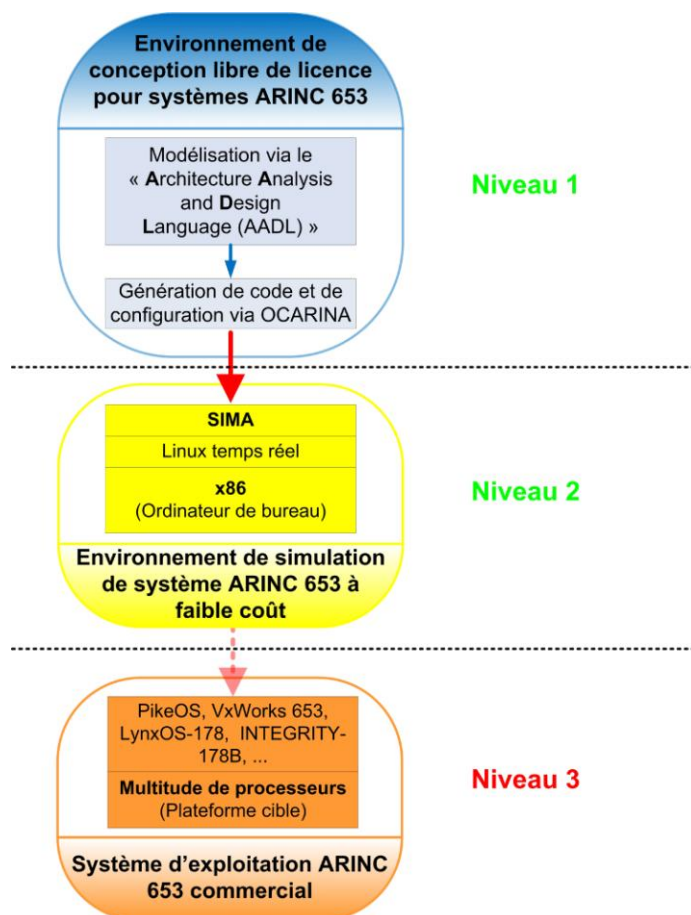 Environnement de
conception libre de licence
pour systèmes ARINC 653
Modélisation via le
« Architecture Analysis
and Design
Language (AADL) »
Niveau 1
Génération de code et de
configuration via OCARINA
SIMA
Linux temps réel
x86
(Ordinateur de bureau)
Niveau 2
Environnement de simulation
de système ARINC 653 à
faible coût
PikeOS, VxWorks 653,
LynxOS-178, INTEGRITY-
178B, ...
Multitude de processeurs
(Plateforme cible)
Niveau 3
Système d'exploitation ARINC
653 commercial